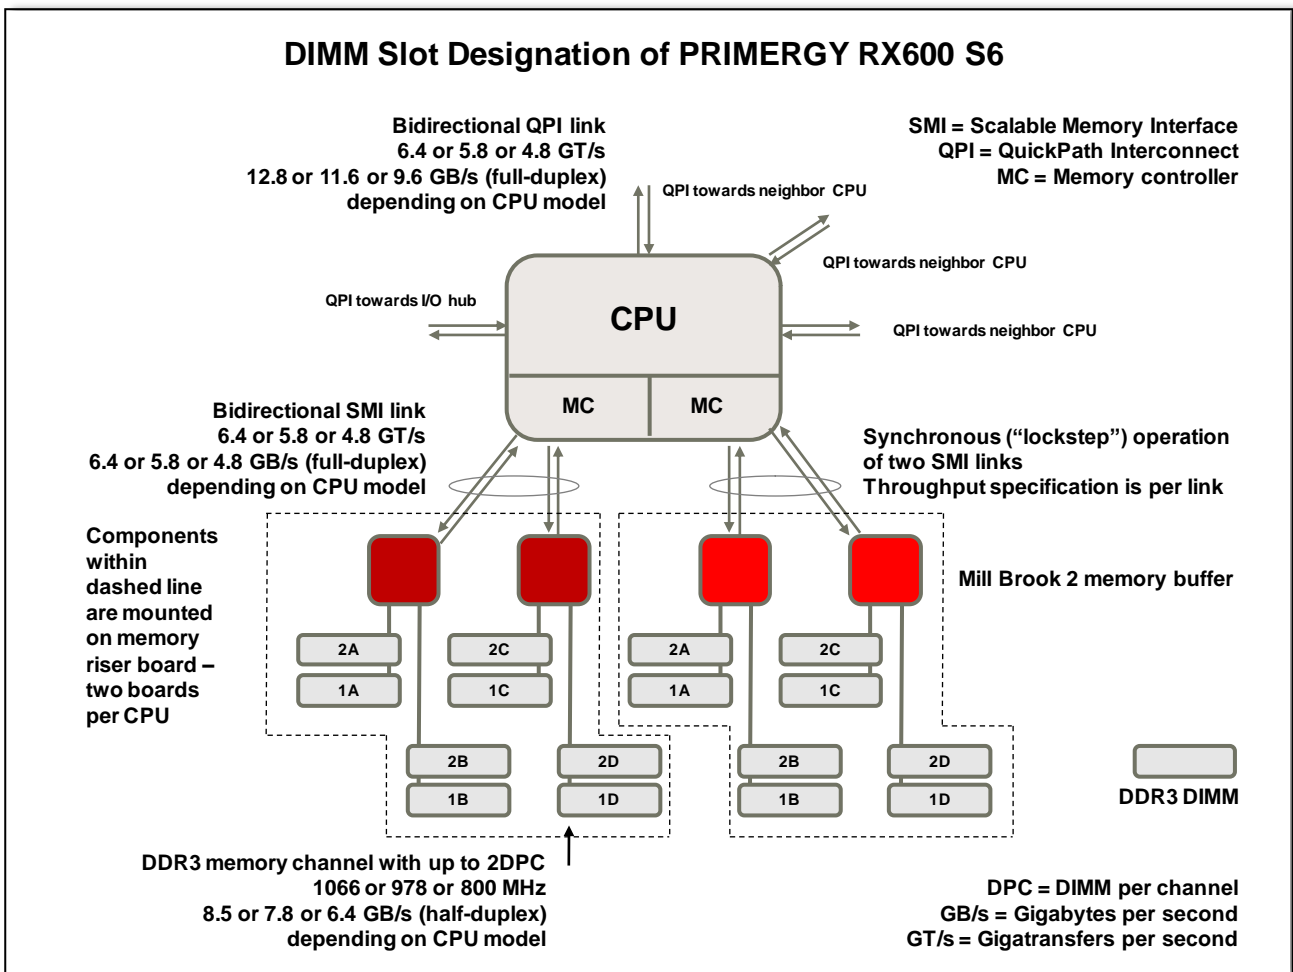 DIMM Slot Designation of PRIMERGY RX600 S6
Bidirectional QPI link
6.4 or 5.8 or 4.8 GT/s
12.8 or 11.6 or 9.6 GB/s (full-duplex)
depending on CPU model
SMI = Scalable Memory Interface
QPI = QuickPath Interconnect
MC = Memory controller
QPI towards neighbor CPU
QPI towards neighbor CPU
QPI towards I/O hub
CPU
QPI towards neighbor CPU
MC
MC
Bidirectional SMI link
6.4 or 5.8 or 4.8 GT/s
6.4 or 5.8 or 4.8 GB/s (full-duplex)
depending on CPU model
Synchronous (“lockstep”) operation
of two SMI links
Throughput specification is per link
Components
within
dashed line
are mounted
on memory
riser board –
two boards
per CPU
Mill Brook 2 memory buffer
2A
2C
2A
2C
1A
1C
1A
1C
2B
2D
2B
2D
1B
1D
1B
1D
DDR3 DIMM
DDR3 memory channel with up to 2DPC
1066 or 978 or 800 MHz
8.5 or 7.8 or 6.4 GB/s (half-duplex)
depending on CPU model
DPC = DIMM per channel
GB/s = Gigabytes per second
GT/s = Gigatransfers per second